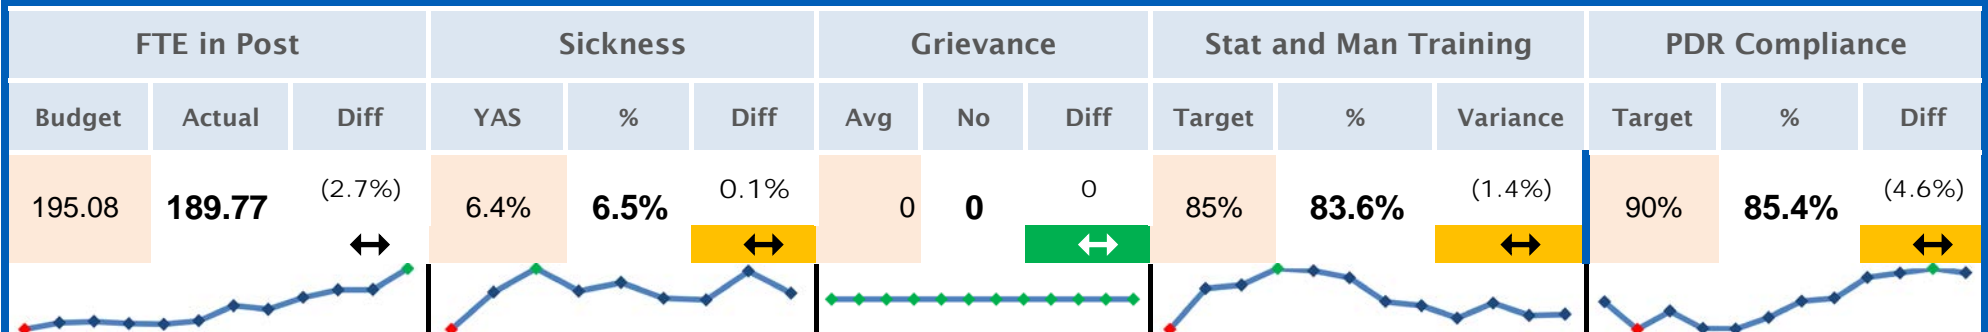 FTE in Post Sickness Grievance Stat and Man Training PDR Compliance
Budget Actual Diff YAS % Diff Avg No Diff Target % Variance Target % Diff
195.08 189.77 (2.7%) 6.4% 6.5% 0.1% 0 0 0 85% 83.6% (1.4%) 90% 85.4% (4.6%)